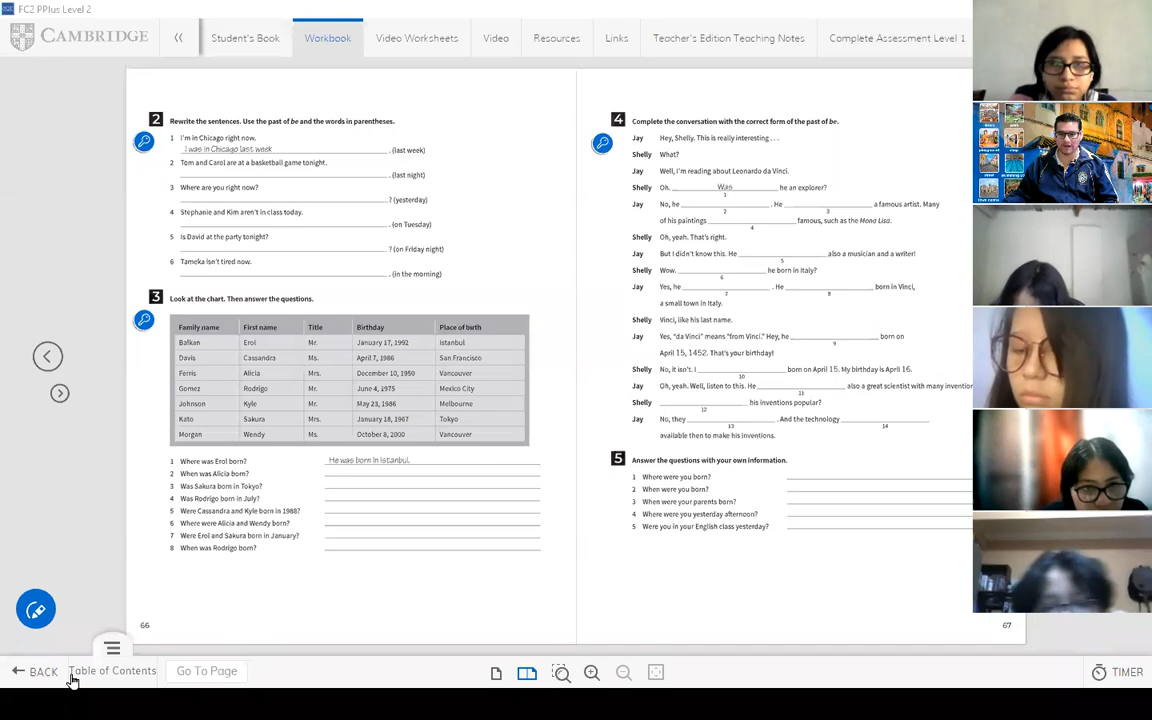 FC2 PPlus Level 2
CAMBRIDGE
Student's Book
Workbook
Video Worksheets
Video
Resources
Links
Teacher's Edition Teaching Notes
Complete Assessment Level 1
2 Rewrite the sentences. Use the past of be and the words in parentheses.
1 I'm in Chicago right now.
I was in Chicago last week . (last week)
2 Tom and Carol are at a basketball game tonight.
. (last night)
3 Where are you right now?
? (yesterday)
4 Stephanie and Kim aren't in class today.
. (on Tuesday)
5 Is David at the party tonight?
? (on Friday night)
6 Tameka isn't tired now.
. (in the morning)
3 Look at the chart. Then answer the questions.
Family name First name Title Birthday Place of birth
Balkan Erol Mr. January 17, 1992 Istanbul
Davis Cassandra Ms. April 7, 1986 San Francisco
Ferris Alicia Mrs. December 10, 1950 Vancouver
Gomez Rodrigo Mr. June 4, 1975 Mexico City
Johnson Kyle Mr. May 23, 1986 Melbourne
Kato Sakura Mrs. January 18, 1967 Tokyo
Morgan Wendy Ms. October 8, 2000 Vancouver
1 Where was Erol born? He was born in Istanbul.
2 When was Alicia born?
3 Was Sakura born in Tokyo?
4 Was Rodrigo born in July?
5 Were Cassandra and Kyle born in 1988?
6 Where were Alicia and Wendy born?
7 Were Erol and Sakura born in January?
8 When was Rodrigo born?
66
4 Complete the conversation with the correct form of the past of be.
Jay Hey, Shelly. This is really interesting . . .
Shelly What?
Jay Well, I'm reading about Leonardo da Vinci.
Shelly Oh. Was he an explorer?
1
Jay No, he . He a famous artist. Many
2 3
of his paintings famous, such as the Mona Lisa.
4
Shelly Oh, yeah. That's right.
Jay But I didn't know this. He also a musician and a writer!
5
Shelly Wow. he born in Italy?
6
Jay Yes, he . He born in Vinci,
7 8
a small town in Italy.
Shelly Vinci, like his last name.
Jay Yes, "da Vinci" means "from Vinci." Hey, he born on
9
April 15, 1452. That's your birthday!
Shelly No, it isn't. I born on April 15. My birthday is April 16.
10
Jay Oh, yeah. Well, listen to this. He also a great scientist with many invention
11
Shelly his inventions popular?
12
Jay No, they . And the technology
13 14
available then to make his inventions.
5 Answer the questions with your own information.
1 Where were you born?
2 When were you born?
3 When were your parents born?
4 Where were you yesterday afternoon?
5 Were you in your English class yesterday?
67
BACK
Table of Contents
Go To Page
TIMER